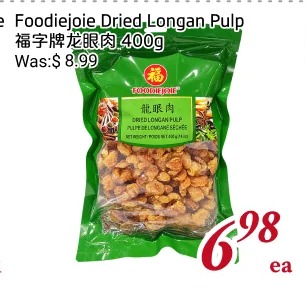 e Foodiejoie Dried Longan Pulp
福字牌龙眼肉 400g
Was:$ 8.99
福
FOODIEJOIE
龍眼肉
DRIED LONGAN PULP
PULPE DE LONGANE SÉCHÉE
6.98
ea